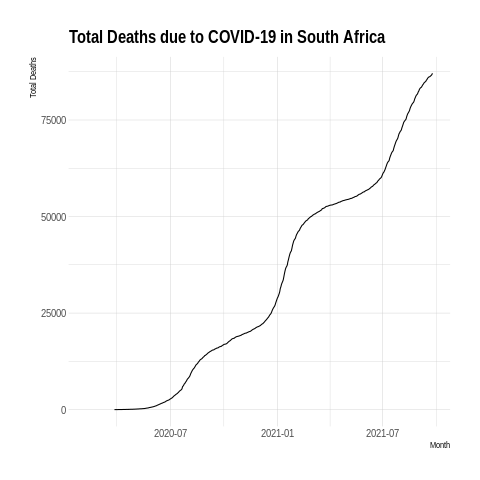 Total Deaths due to COVID-19 in South Africa
Total Deaths
75000
50000
25000
0
2020-07
2021-01
2021-07
Month